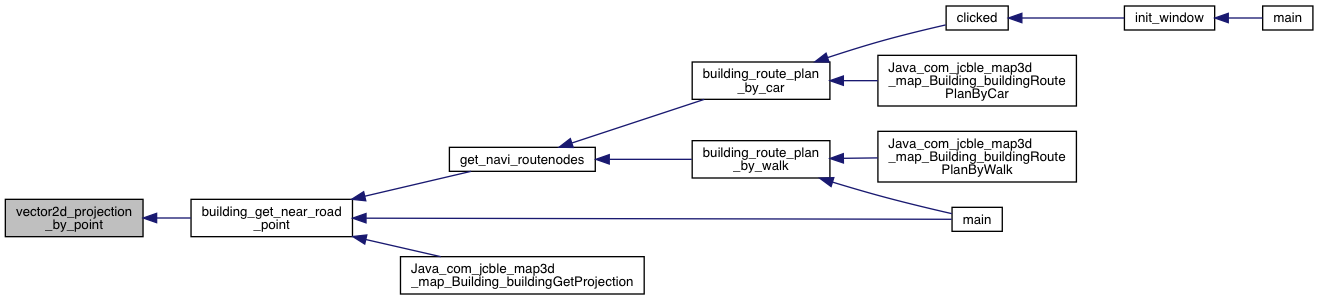 clicked
init_window
main
building_route_plan
_by_car
Java_com_jcble_map3d
_map_Building_buildingRoute
PlanByCar
get_navi_routenodes
building_route_plan
_by_walk
Java_com_jcble_map3d
_map_Building_buildingRoute
PlanByWalk
vector2d_projection
_by_point
building_get_near_road
_point
main
Java_com_jcble_map3d
_map_Building_buildingGetProjection